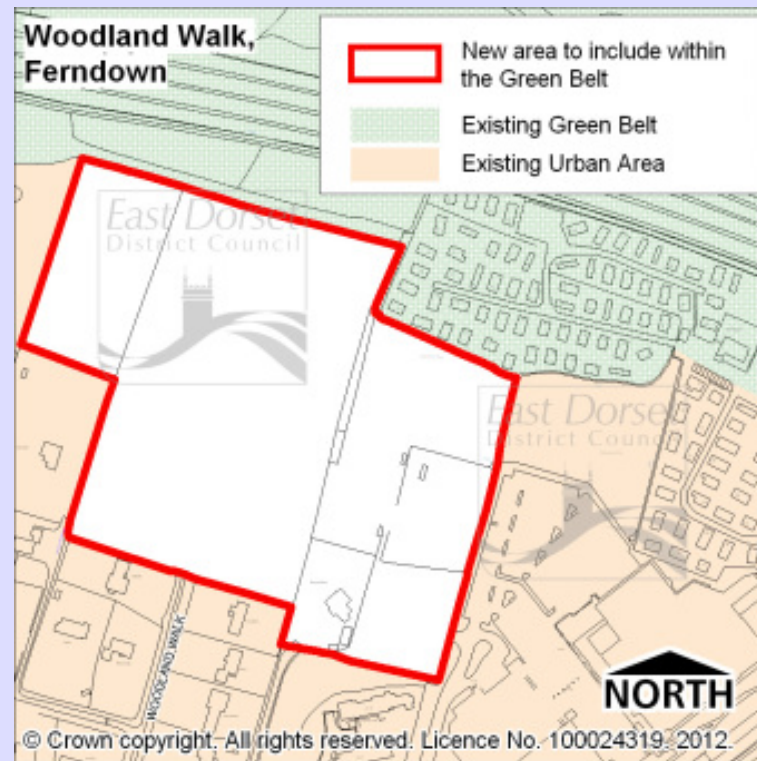 Woodland Walk,
Ferndown
New area to include within
the Green Belt
Existing Green Belt
Existing Urban Area
East Dorset
District Council
East Dorset
District Council
WOODLAND WALK
NORTH
© Crown copyright. All rights reserved. Licence No. 100024319. 2012.